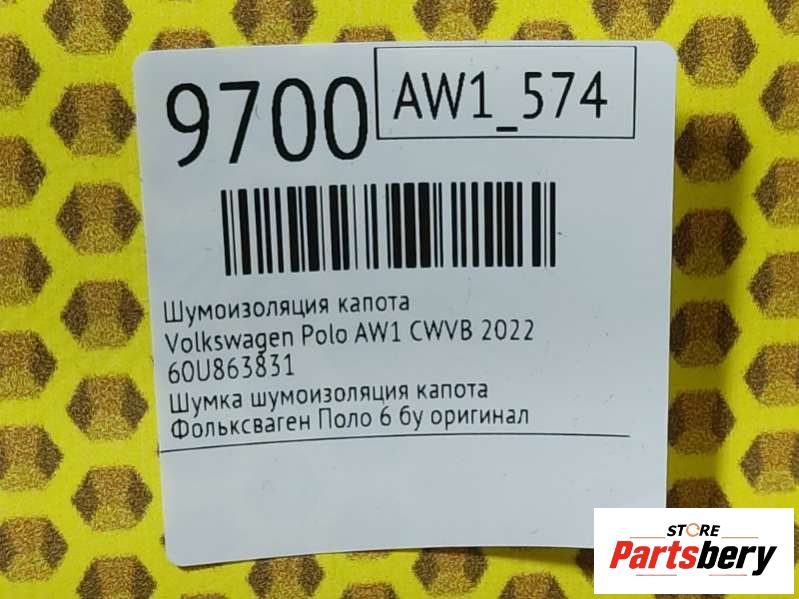 9700
AW1_574
Шумоизоляция капота
Volkswagen Polo AW1 CWVB 2022
60U863831
Шумка шумоизоляция капота
Фольксваген Поло 6 бу оригинал
STORE
Partsbery